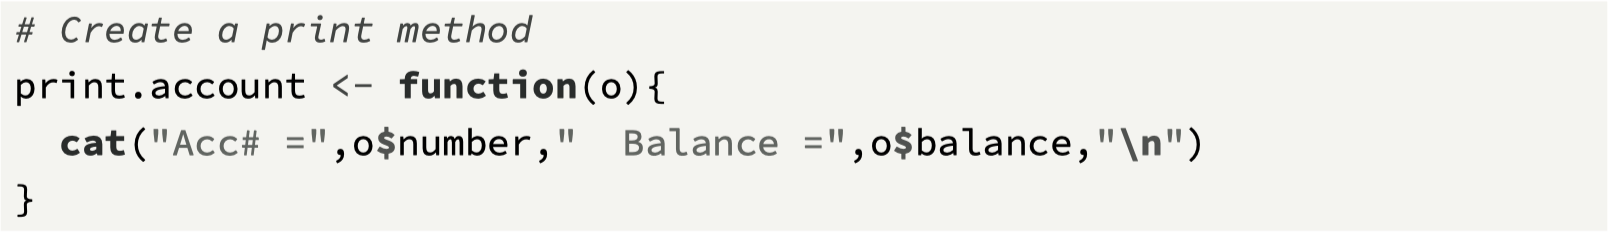 # Create a print method
print.account <- function(o){
  cat("Acc# =",o$number,"  Balance =",o$balance,"\n")
}